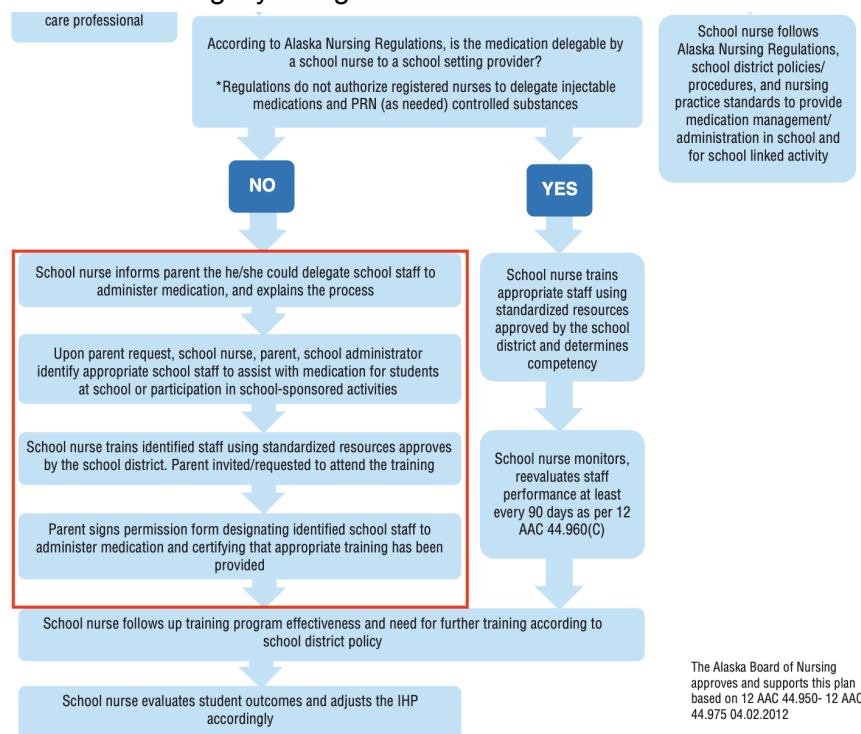 care professional
According to Alaska Nursing Regulations, is the medication delegable by
a school nurse to a school setting provider?
*Regulations do not authorize registered nurses to delegate injectable
medications and PRN (as needed) controlled substances
School nurse follows
Alaska Nursing Regulations,
school district policies/
procedures, and nursing
practice standards to provide
medication management/
administration in school and
for school linked activity
NO
YES
School nurse informs parent the he/she could delegate school staff to
administer medication, and explains the process
Upon parent request, school nurse, parent, school administrator
identify appropriate school staff to assist with medication for students
at school or participation in school-sponsored activities
School nurse trains identified staff using standardized resources approves
by the school district. Parent invited/requested to attend the training
Parent signs permission form designating identified school staff to
administer medication and certifying that appropriate training has been
provided
School nurse trains
appropriate staff using
standardized resources
approved by the school
district and determines
competency
School nurse monitors,
reevaluates staff
performance at least
every 90 days as per 12
AAC 44.960(C)
School nurse follows up training program effectiveness and need for further training according to
school district policy
School nurse evaluates student outcomes and adjusts the IHP
accordingly
The Alaska Board of Nursing
approves and supports this plan
based on 12 AAC 44.950- 12 AAC
44.975 04.02.2012